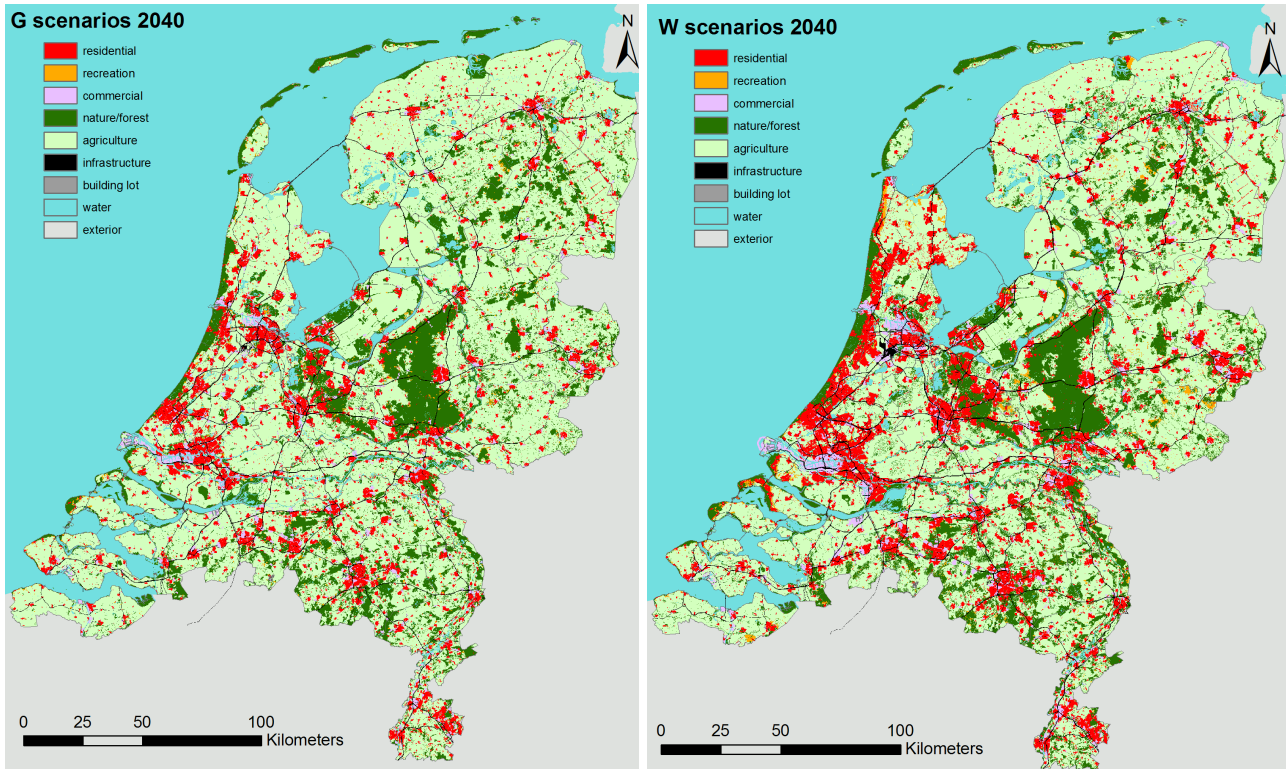 G scenarios 2040
N
residential
recreation
commercial
nature/forest
agriculture
infrastructure
building lot
water
exterior
0 25 50 100
Kilometers
W scenarios 2040
N
residential
recreation
commercial
nature/forest
agriculture
infrastructure
building lot
water
exterior
0 25 50 100
Kilometers